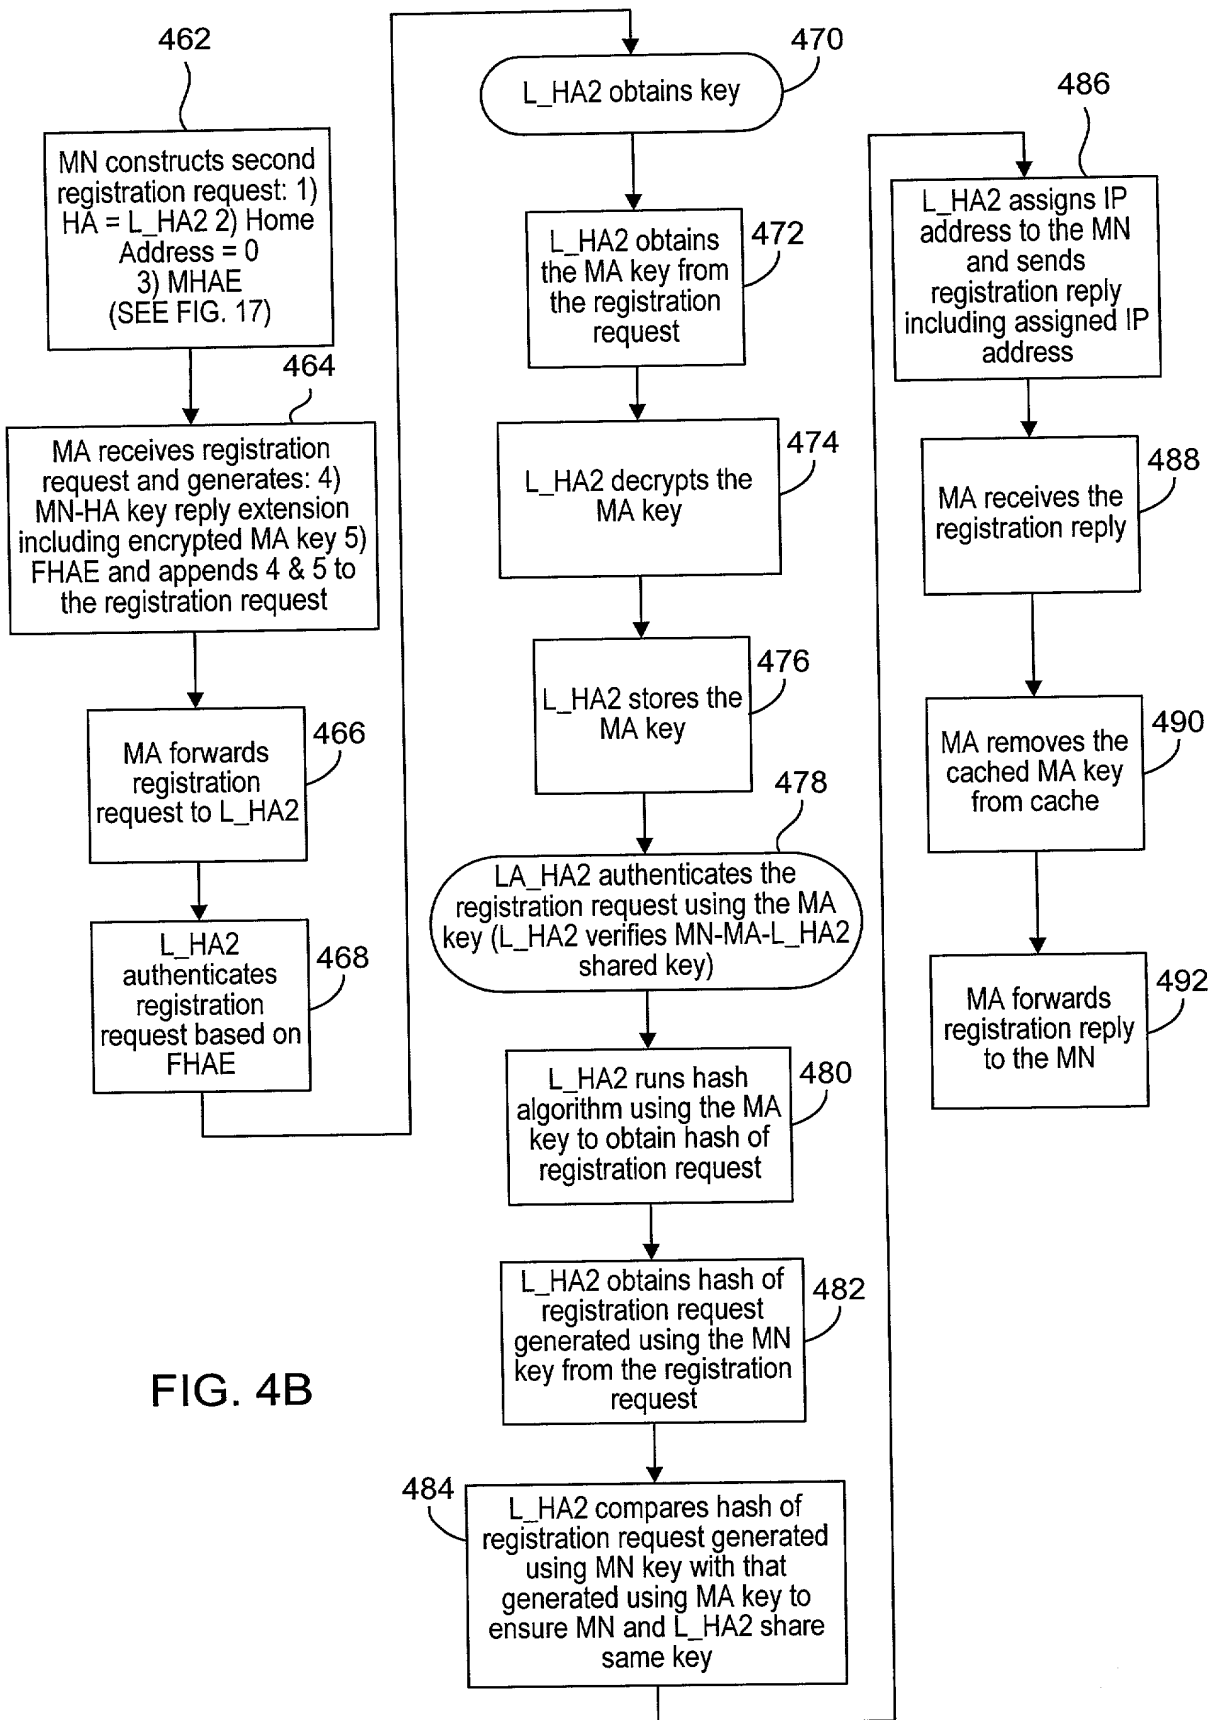 462
MN constructs second
registration request: 1)
HA = L_HA2 2) Home
Address = 0
3) MHAE
(SEE FIG. 17)
464
MA receives registration
request and generates: 4)
MN-HA key reply extension
including encrypted MA key 5)
FHAE and appends 4 & 5 to
the registration request
MA forwards
registration
request to L_HA2
466
L_HA2
authenticates
registration
request based on
FHAE
468
470
L_HA2 obtains key
L_HA2 obtains
the MA key from
the registration
request
472
L_HA2 decrypts the
MA key
474
L_HA2 stores the
MA key
476
478
LA_HA2 authenticates the
registration request using the MA
key (L_HA2 verifies MN-MA-L_HA2
shared key)
L_HA2 runs hash
algorithm using the MA
key to obtain hash of
registration request
480
L_HA2 obtains hash of
registration request
generated using the MN
key from the registration
request
482
484
L_HA2 compares hash of
registration request generated
using MN key with that
generated using MA key to
ensure MN and L_HA2 share
same key
486
L_HA2 assigns IP
address to the MN
and sends
registration reply
including assigned IP
address
MA receives the
registration reply
488
MA removes the
cached MA key
from cache
490
MA forwards
registration reply
to the MN
492
FIG. 4B